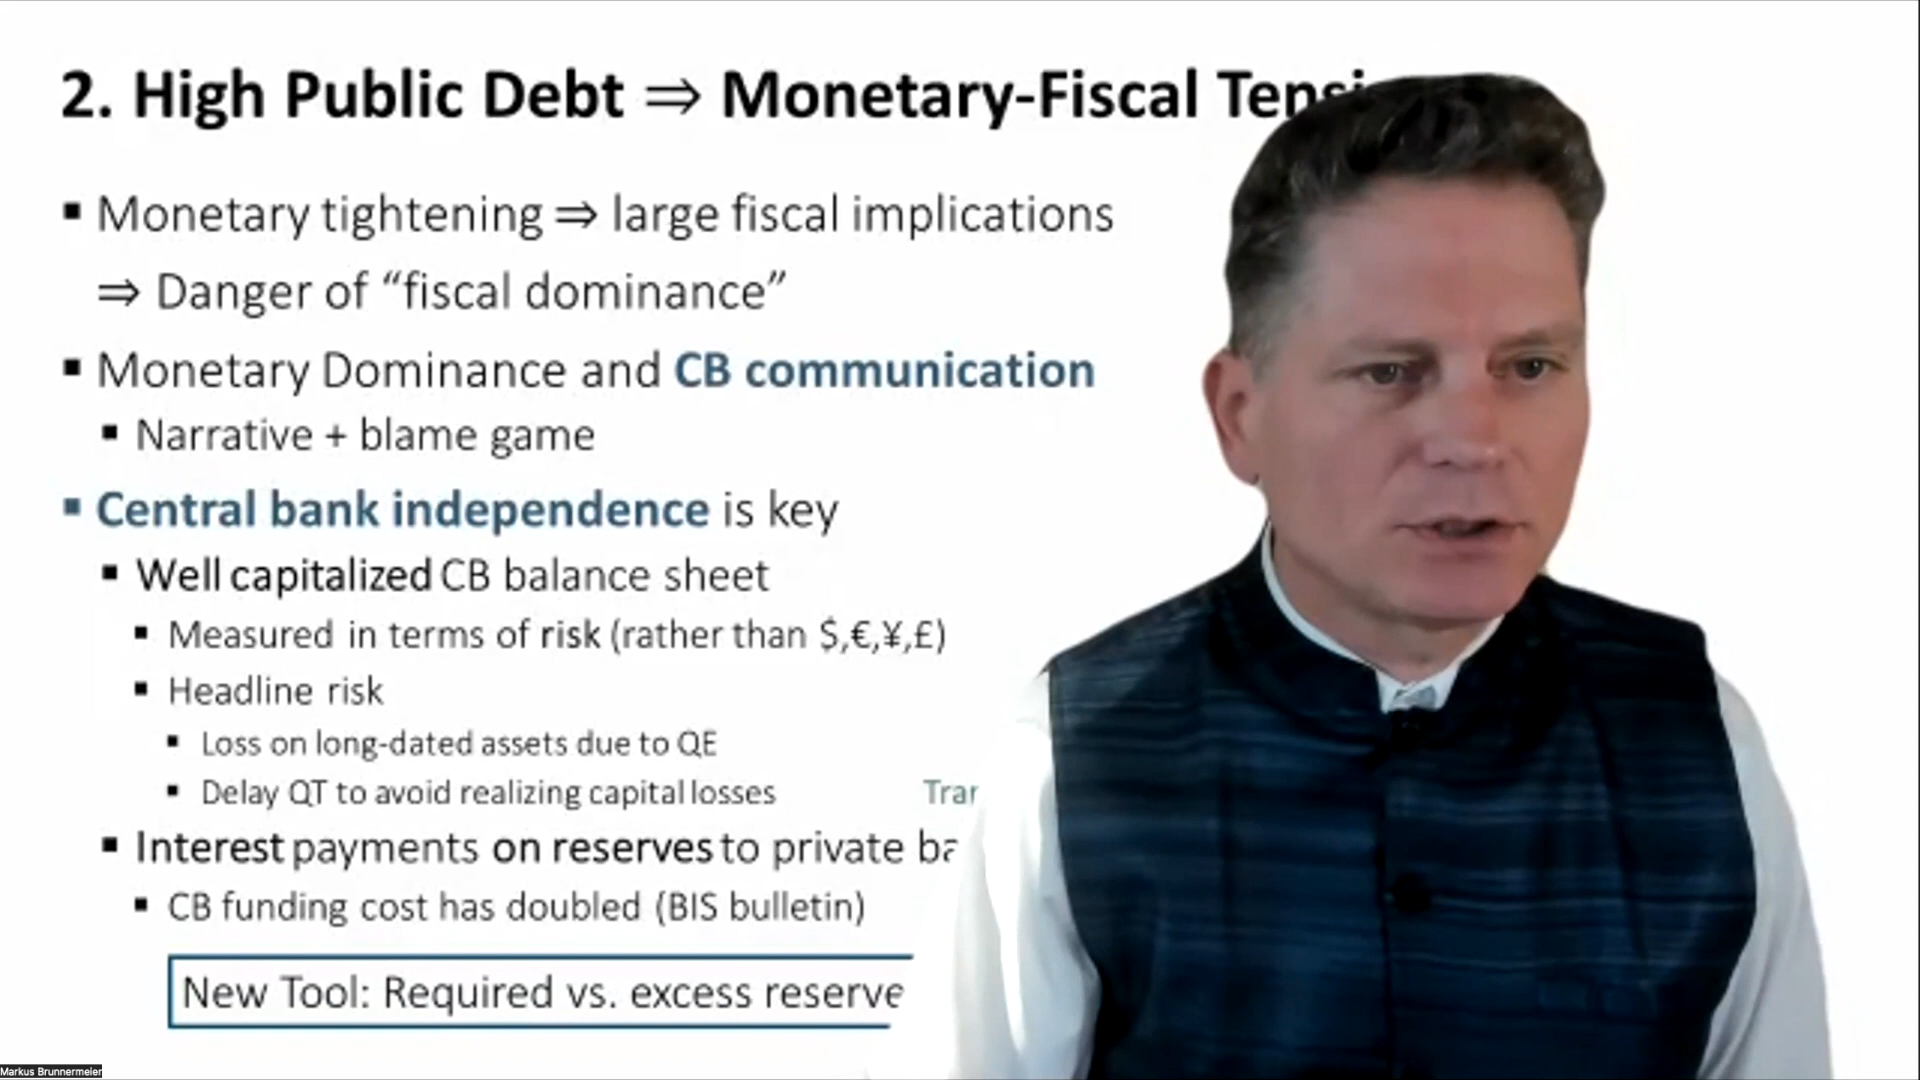 2. High Public Debt ⇒ Monetary-Fiscal
▪ Monetary tightening ⇒ large fiscal implications
⇒ Danger of “fiscal dominance”
▪ Monetary Dominance and CB communication
▪ Narrative + blame game
▪ Central bank independence is key
▪ Well capitalized CB balance sheet
▪ Measured in terms of risk (rather than $,€,¥,£)
▪ Headline risk
▪ Loss on long-dated assets due to QE
▪ Delay QT to avoid realizing capital losses
▪ Interest payments on reserves to private
▪ CB funding cost has doubled (BIS bulletin)
New Tool: Required vs. excess reserve
Markus Brunnermeier